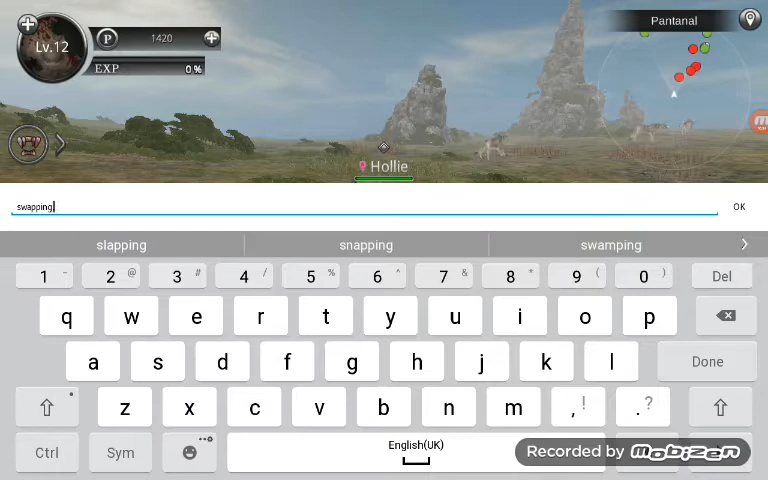 Pantanal
Lv.12
P 1420
EXP 0 %
Hollie
swapping
OK
slapping snapping swamping
1 - 2 @ 3 # 4 / 5 % 6 ^ 7 & 8 * 9 ( 0 ) Del
q w e r t y u i o p
a s d f g h j k l Done
z x c v b n m , ! . ?
Ctrl Sym English(UK)
Recorded by mobizen